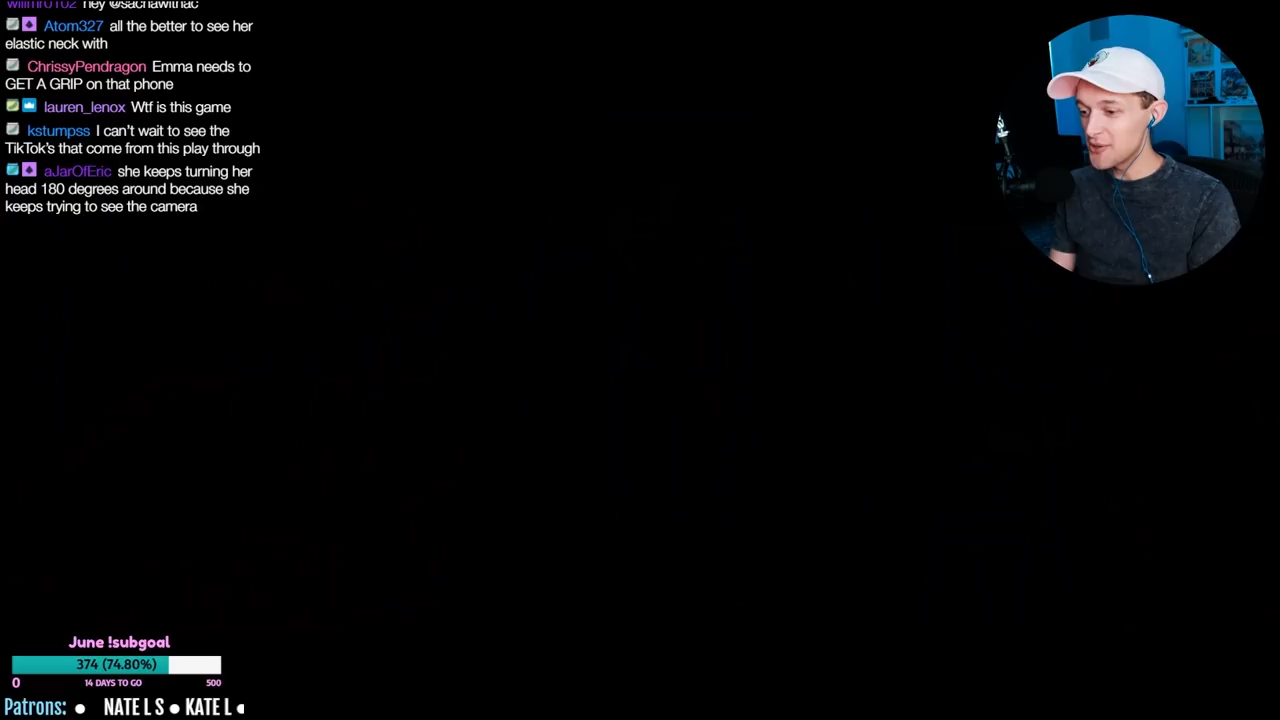 willmr0102 hey @sachawithac
Atom327 all the better to see her
elastic neck with
ChrissyPendragon Emma needs to
GET A GRIP on that phone
lauren_lenox Wtf is this game
kstumpss I can't wait to see the
TikTok's that come from this play through
aJarOfEric she keeps turning her
head 180 degrees around because she
keeps trying to see the camera
June !subgoal
374 (74.80%)
0 14 DAYS TO GO 500
Patrons: ● NATE L S ● KATE L